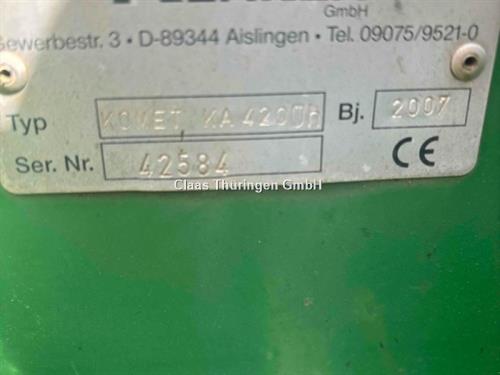 GmbH
Gewerbestr. 3 • D-89344 Aislingen • Tel. 09075/9521-0
Typ KOMET KA 4200h Bj. 2007
Ser. Nr. 42584 CE
Claas Thüringen GmbH